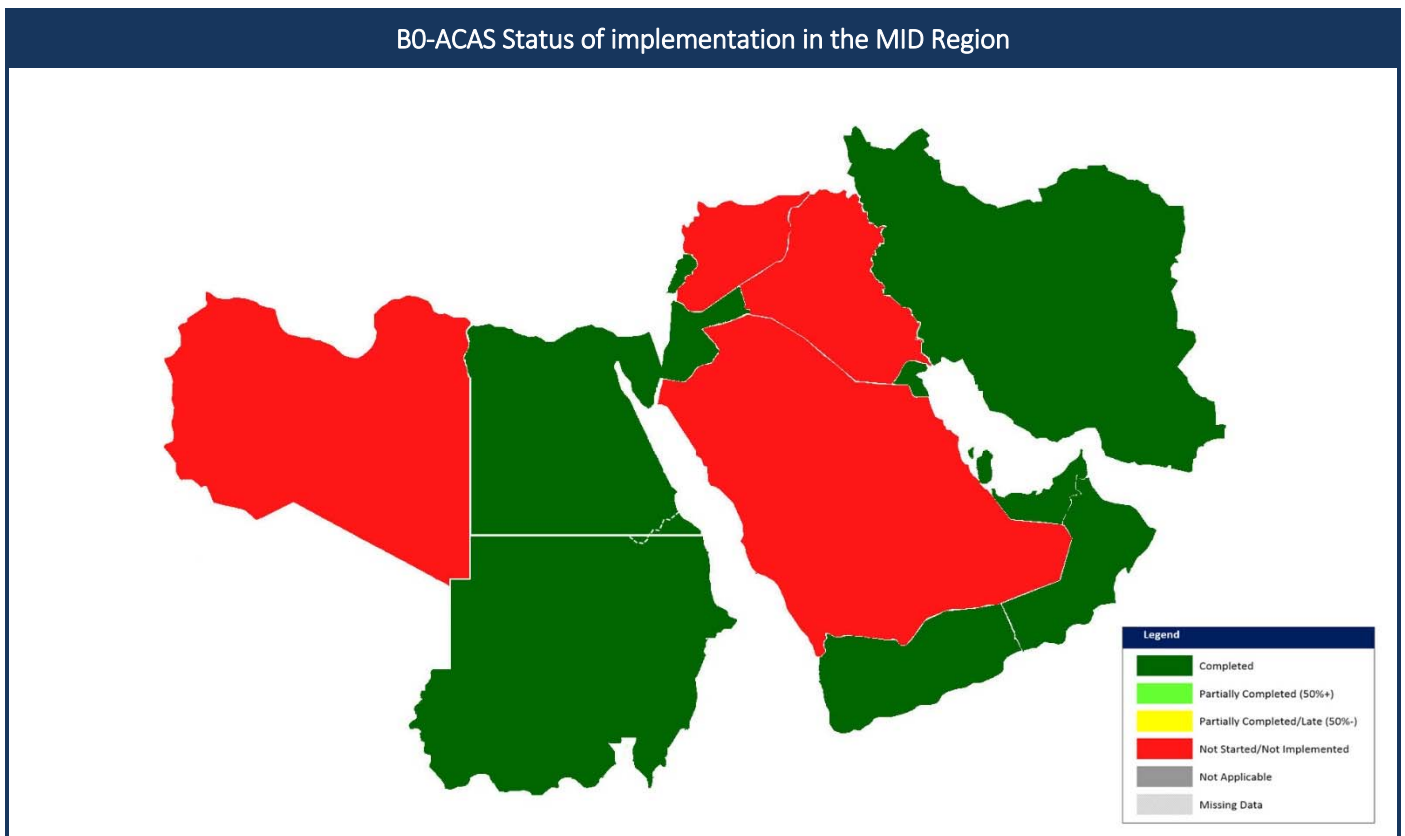 B0-ACAS Status of implementation in the MID Region
Legend
Completed
Partially Completed (50%+)
Partially Completed/Late (50%-)
Not Started/Not Implemented
Not Applicable
Missing Data